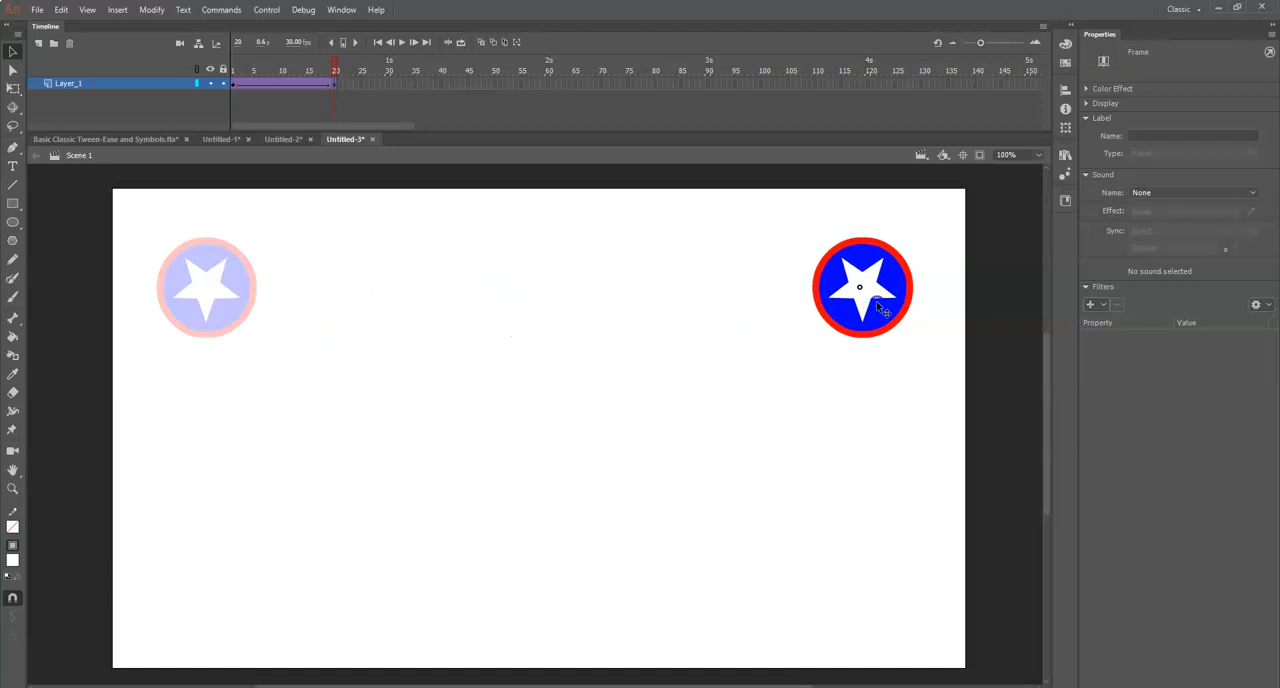 An File Edit View Insert Modify Text Commands Control Debug Window Help Classic
Timeline
20 0.6s 30.00 fps
1s 2s 3s 4s 5s
1 5 10 15 20 25 30 35 40 45 50 55 60 65 70 75 80 85 90 95 100 105 110 115 120 125 130 135 140 145 150
Layer_1
Basic Classic Tween-Ease and Symbols.fla* × Untitled-1* × Untitled-2* × Untitled-3* ×
Scene 1 100%
Properties
Frame
Color Effect
Display
Label
Name:
Type:
Sound
Name: None
Effect:
Sync:
x
No sound selected
Filters
Property Value